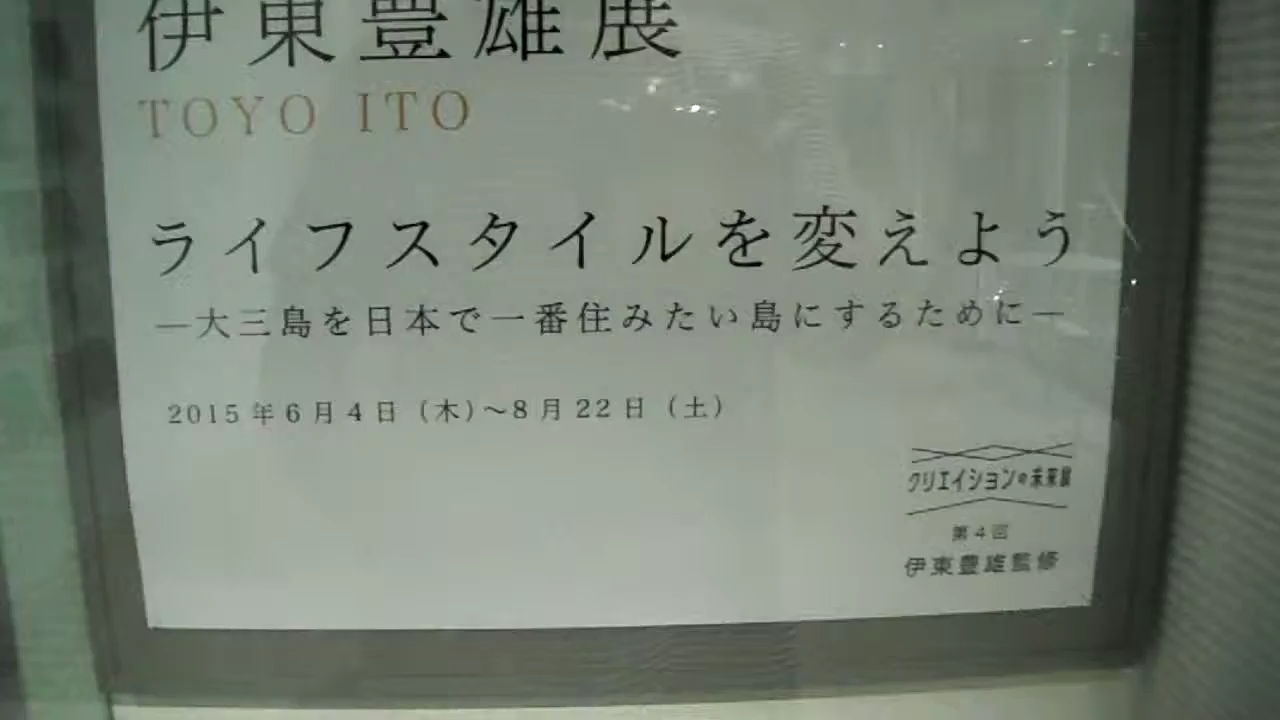 伊東豊雄展
TOYO ITO
ライフスタイルを変えよう
—大三島を日本で一番住みたい島にするために—
2015年6月4日(木)~8月22日(土)
クリエイションの未来展
第4回
伊東豊雄監修